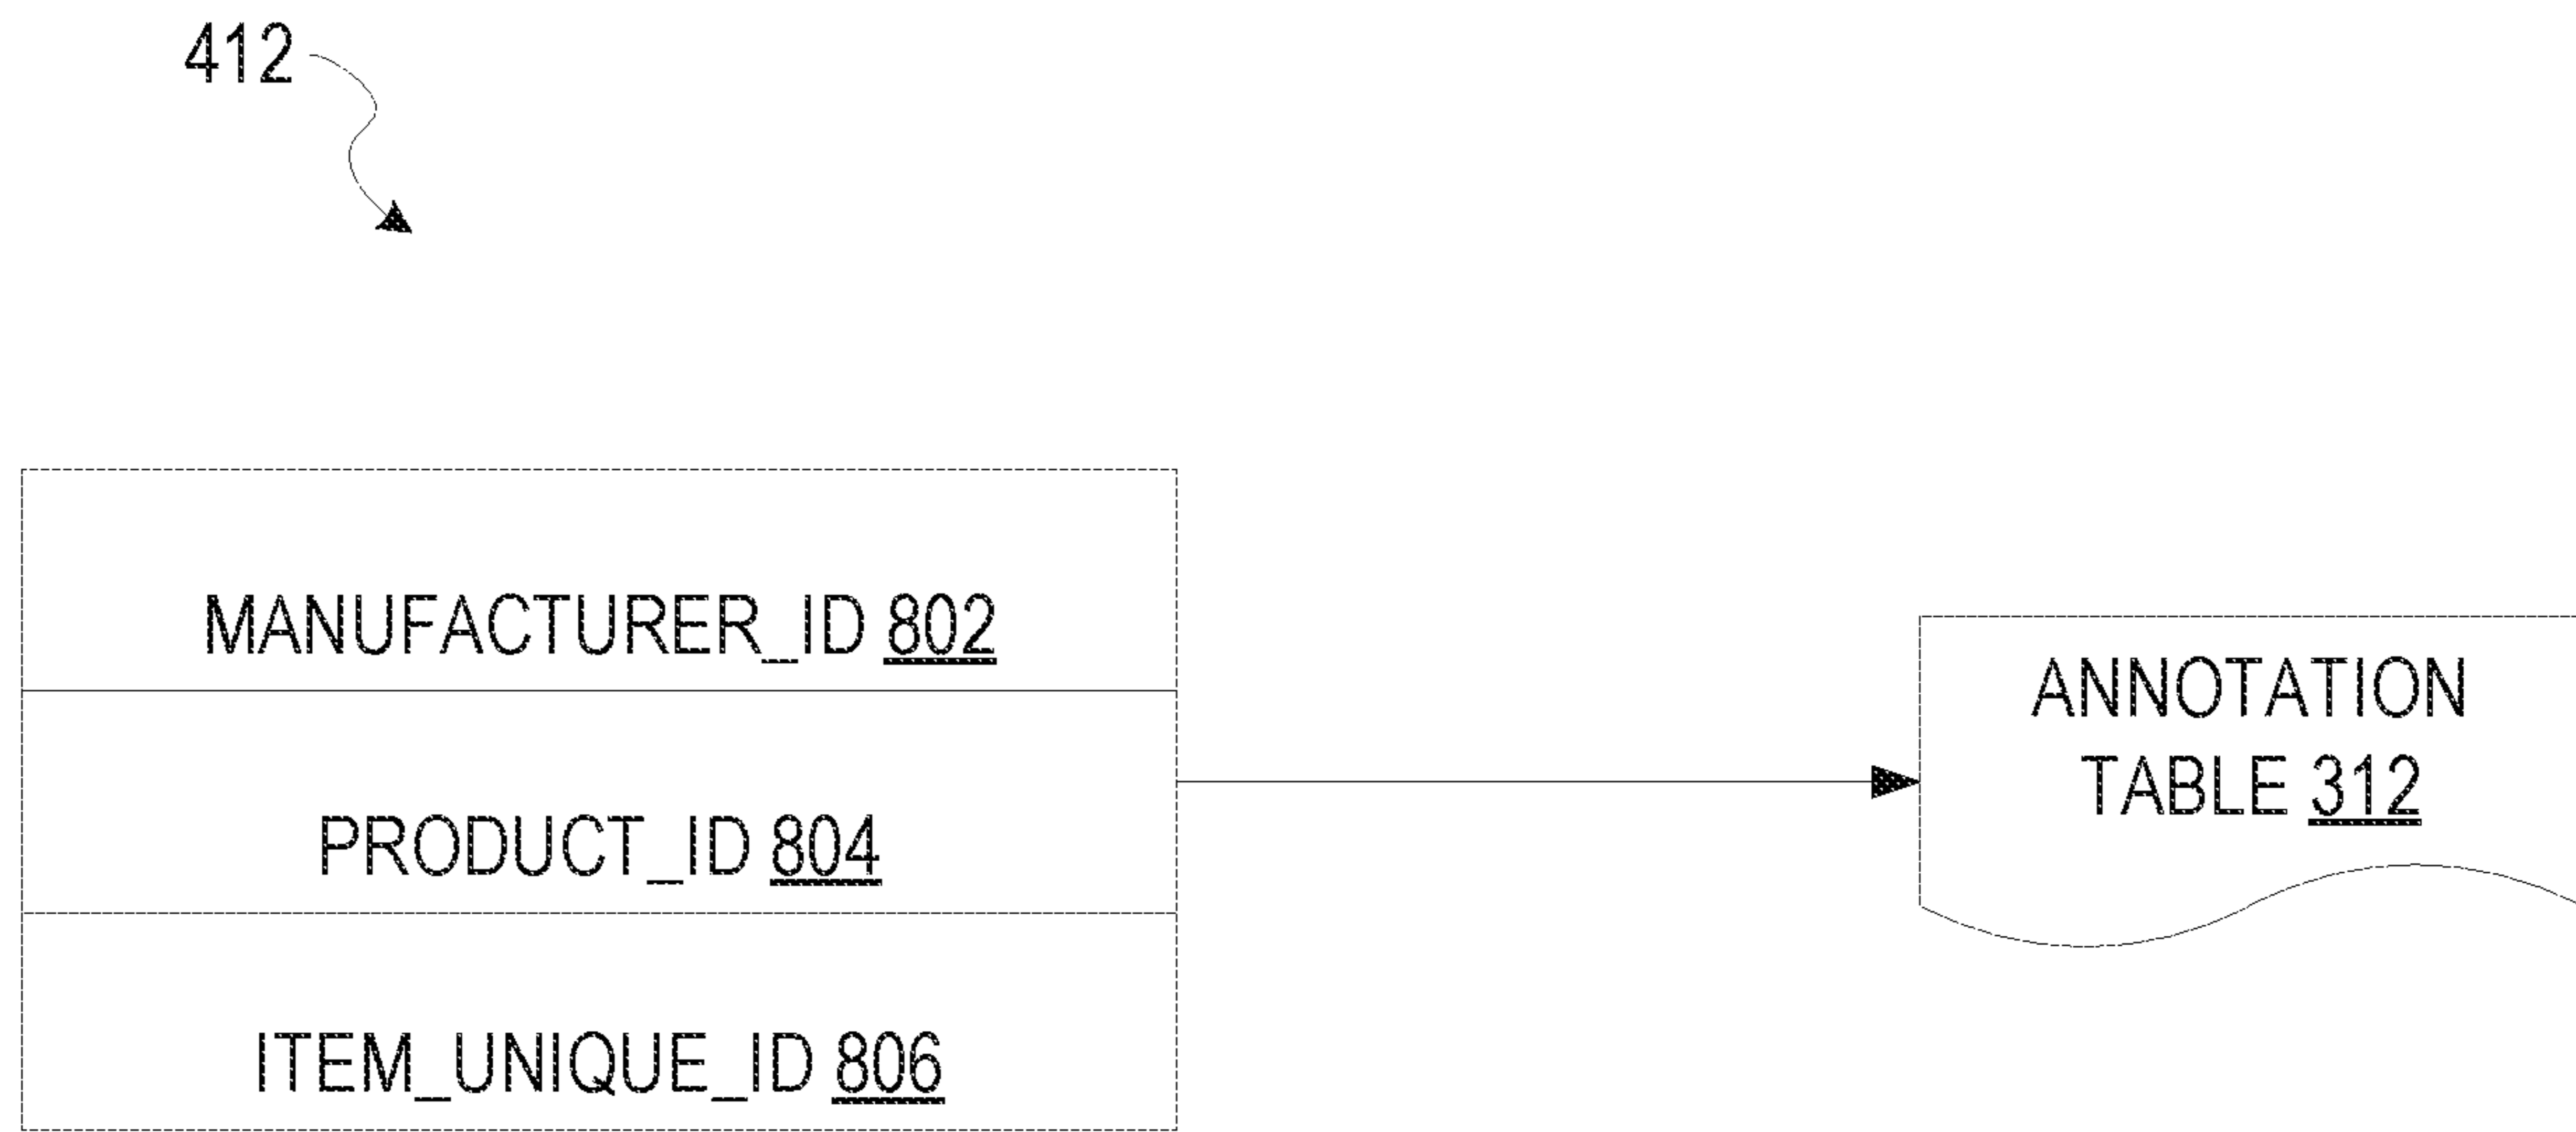 412
MANUFACTURER_ID 802
PRODUCT_ID 804
ITEM_UNIQUE_ID 806
ANNOTATION
TABLE 312